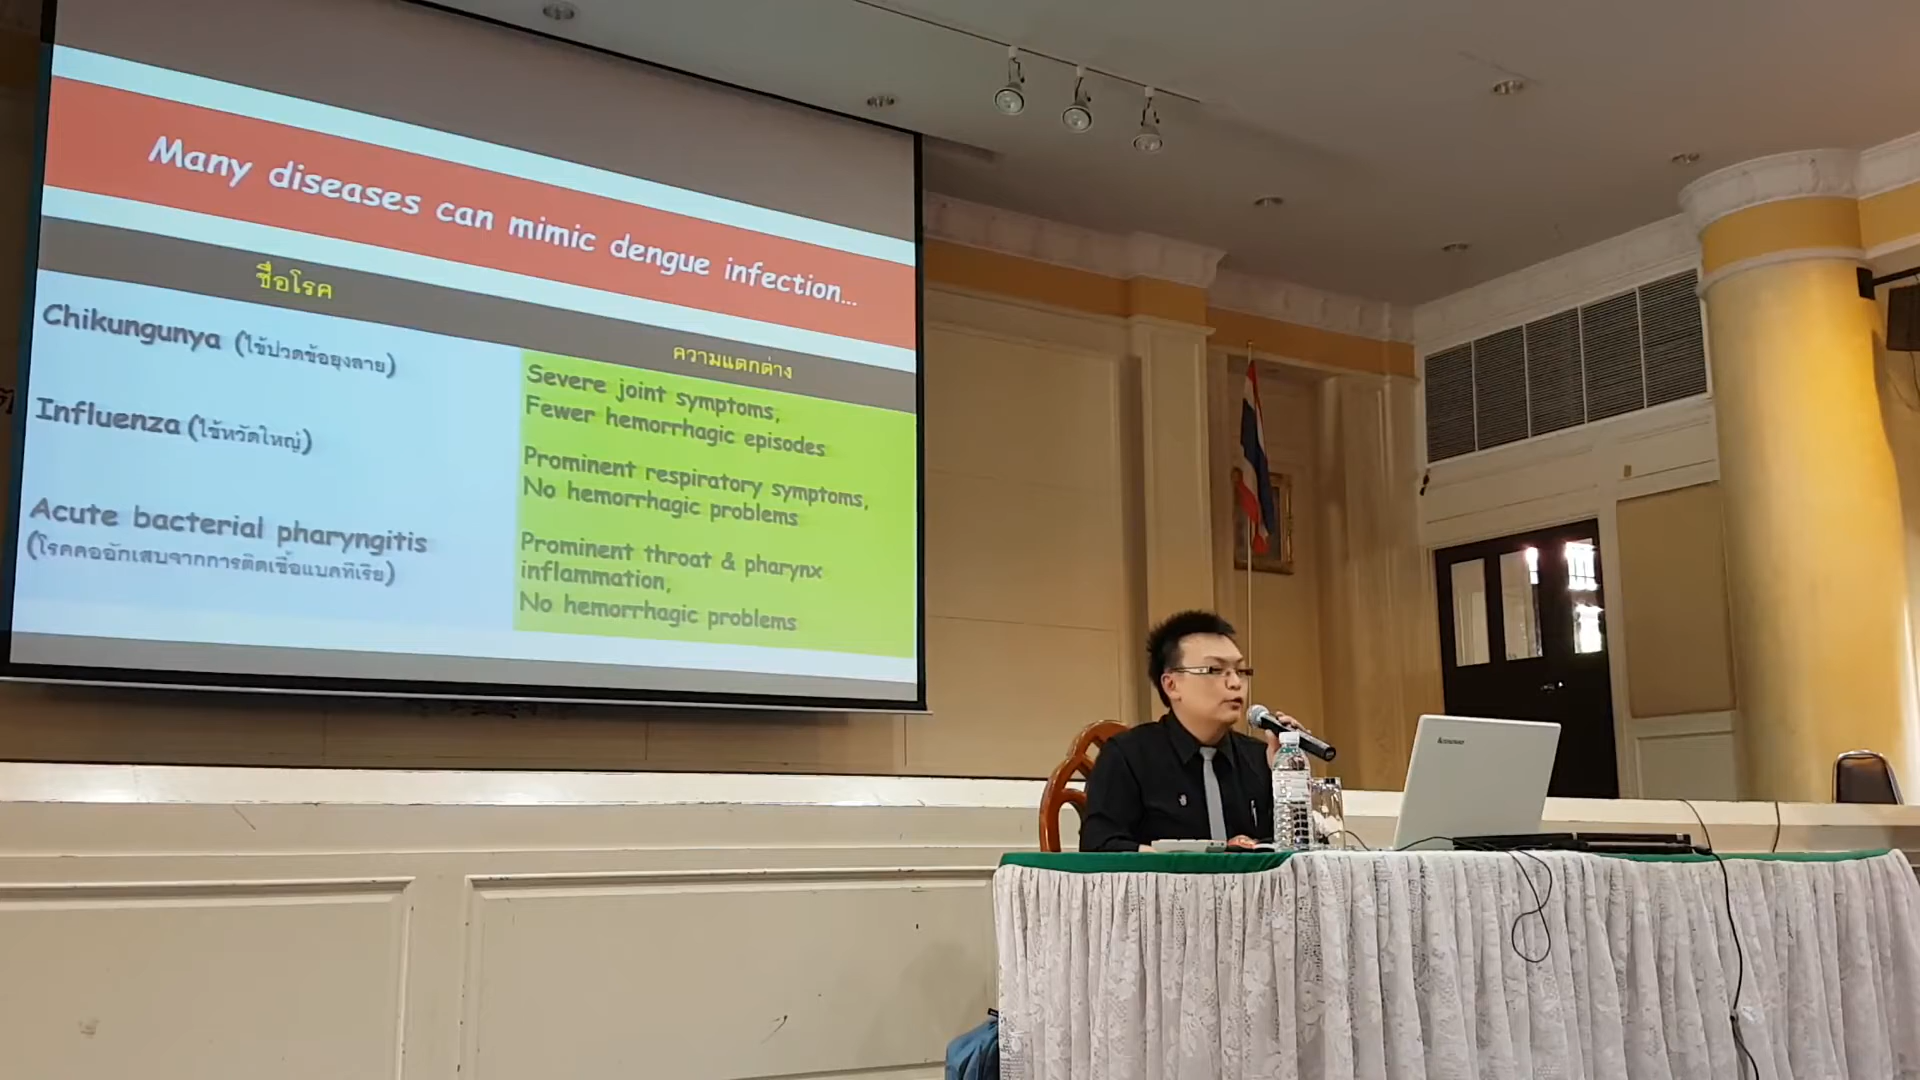 Many diseases can mimic dengue infection...
ชื่อโรค
ความแตกต่าง
Chikungunya (ไข้ปวดข้อยุงลาย)
Severe joint symptoms,
Fewer hemorrhagic episodes
Influenza (ไข้หวัดใหญ่)
Prominent respiratory symptoms,
No hemorrhagic problems
Acute bacterial pharyngitis
(โรคคออักเสบจากการติดเชื้อแบคทีเรีย)
Prominent throat & pharynx
inflammation,
No hemorrhagic problems
lenovo